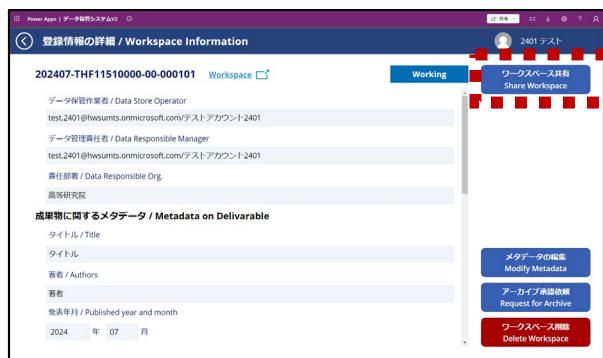 Power Apps | データ保管システムV2
共有
?
登録情報の詳細 / Workspace Information
2401 テスト
202407-THF11510000-00-000101
Workspace
Working
ワークスペース共有
Share Workspace
データ保管作業者 / Data Store Operator
test.2401@hwsumts.onmicrosoft.com/テストアカウント2401
データ管理責任者 / Data Responsible Manager
test.2401@hwsumts.onmicrosoft.com/テストアカウント2401
責任部署 / Data Responsible Org.
高等研究院
成果物に関するメタデータ / Metadata on Delivarable
タイトル / Title
タイトル
著者 / Authors
著者
発表年月 / Published year and month
2024 年 07 月
メタデータの編集
Modify Metadata
アーカイブ承認依頼
Request for Archive
ワークスペース削除
Delete Workspace